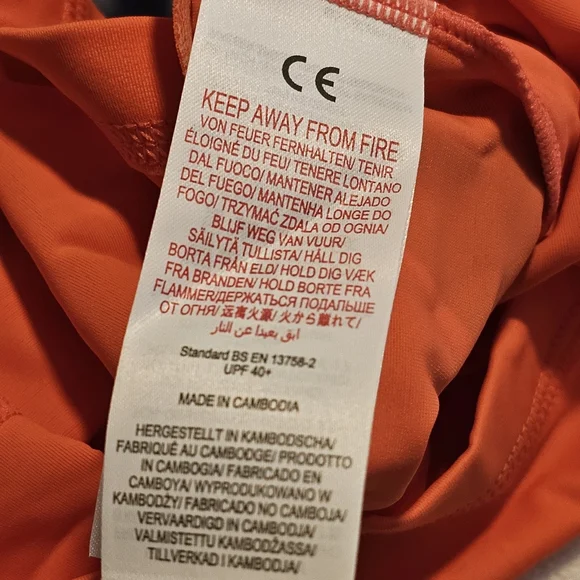 CE
KEEP AWAY FROM FIRE
VON FEUER FERNHALTEN/ TENIR
ÉLOIGNÉ DU FEU/ TENERE LONTANO
DAL FUOCO/ MANTENER ALEJADO
DEL FUEGO/ MANTENHA LONGE DO
FOGO/ TRZYMAĆ ZDALA OD OGNIA/
BLIJF WEG VAN VUUR/
SÄILYTÄ TULLISTA/ HÅLL DIG
BORTA FRÅN ELD/ HOLD DIG VÆK
FRA BRANDEN/ HOLD BORTE FRA
FLAMMER/ДЕРЖАТЬСЯ ПОДАЛЬШЕ
ОТ ОГНЯ/远离火源/ 火から離れて/
ابق بعيدا عن النار
Standard BS EN 13758-2
UPF 40+
MADE IN CAMBODIA
HERGESTELLT IN KAMBODSCHA/
FABRIQUÉ AU CAMBODGE/ PRODOTTO
IN CAMBOGIA/ FABRICADO EN
CAMBOYA/ WYPRODUKOWANO W
KAMBODŻY/ FABRICADO NO CAMBOJA/
VERVAARDIGD IN CAMBODJA/
VALMISTETTU KAMBODŽASSA/
TILLVERKAD I KAMBODJA/